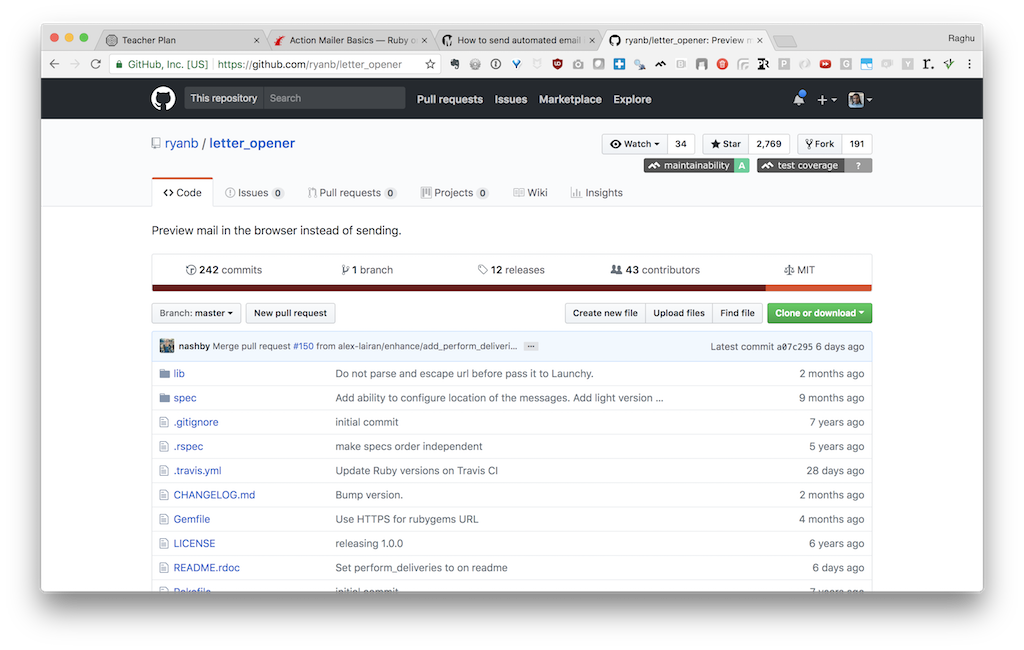 Teacher Plan
Action Mailer Basics — Ruby o
How to send automated email
ryanb/letter_opener: Preview m
Raghu
GitHub, Inc. [US] https://github.com/ryanb/letter_opener
This repository Search Pull requests Issues Marketplace Explore
ryanb / letter_opener
Watch 34 Star 2,769 Fork 191
maintainability A test coverage ?
Code Issues 0 Pull requests 0 Projects 0 Wiki Insights
Preview mail in the browser instead of sending.
242 commits 1 branch 12 releases 43 contributors MIT
Branch: master New pull request Create new file Upload files Find file Clone or download
nashby Merge pull request #150 from alex-lairan/enhance/add_perform_deliveri... ... Latest commit a07c295 6 days ago
lib Do not parse and escape url before pass it to Launchy. 2 months ago
spec Add ability to configure location of the messages. Add light version ... 9 months ago
.gitignore initial commit 7 years ago
.rspec make specs order independent 5 years ago
.travis.yml Update Ruby versions on Travis CI 28 days ago
CHANGELOG.md Bump version. 2 months ago
Gemfile Use HTTPS for rubygems URL 4 months ago
LICENSE releasing 1.0.0 6 years ago
README.rdoc Set perform_deliveries to on readme 6 days ago
Rakefile initial commit 7 years ago